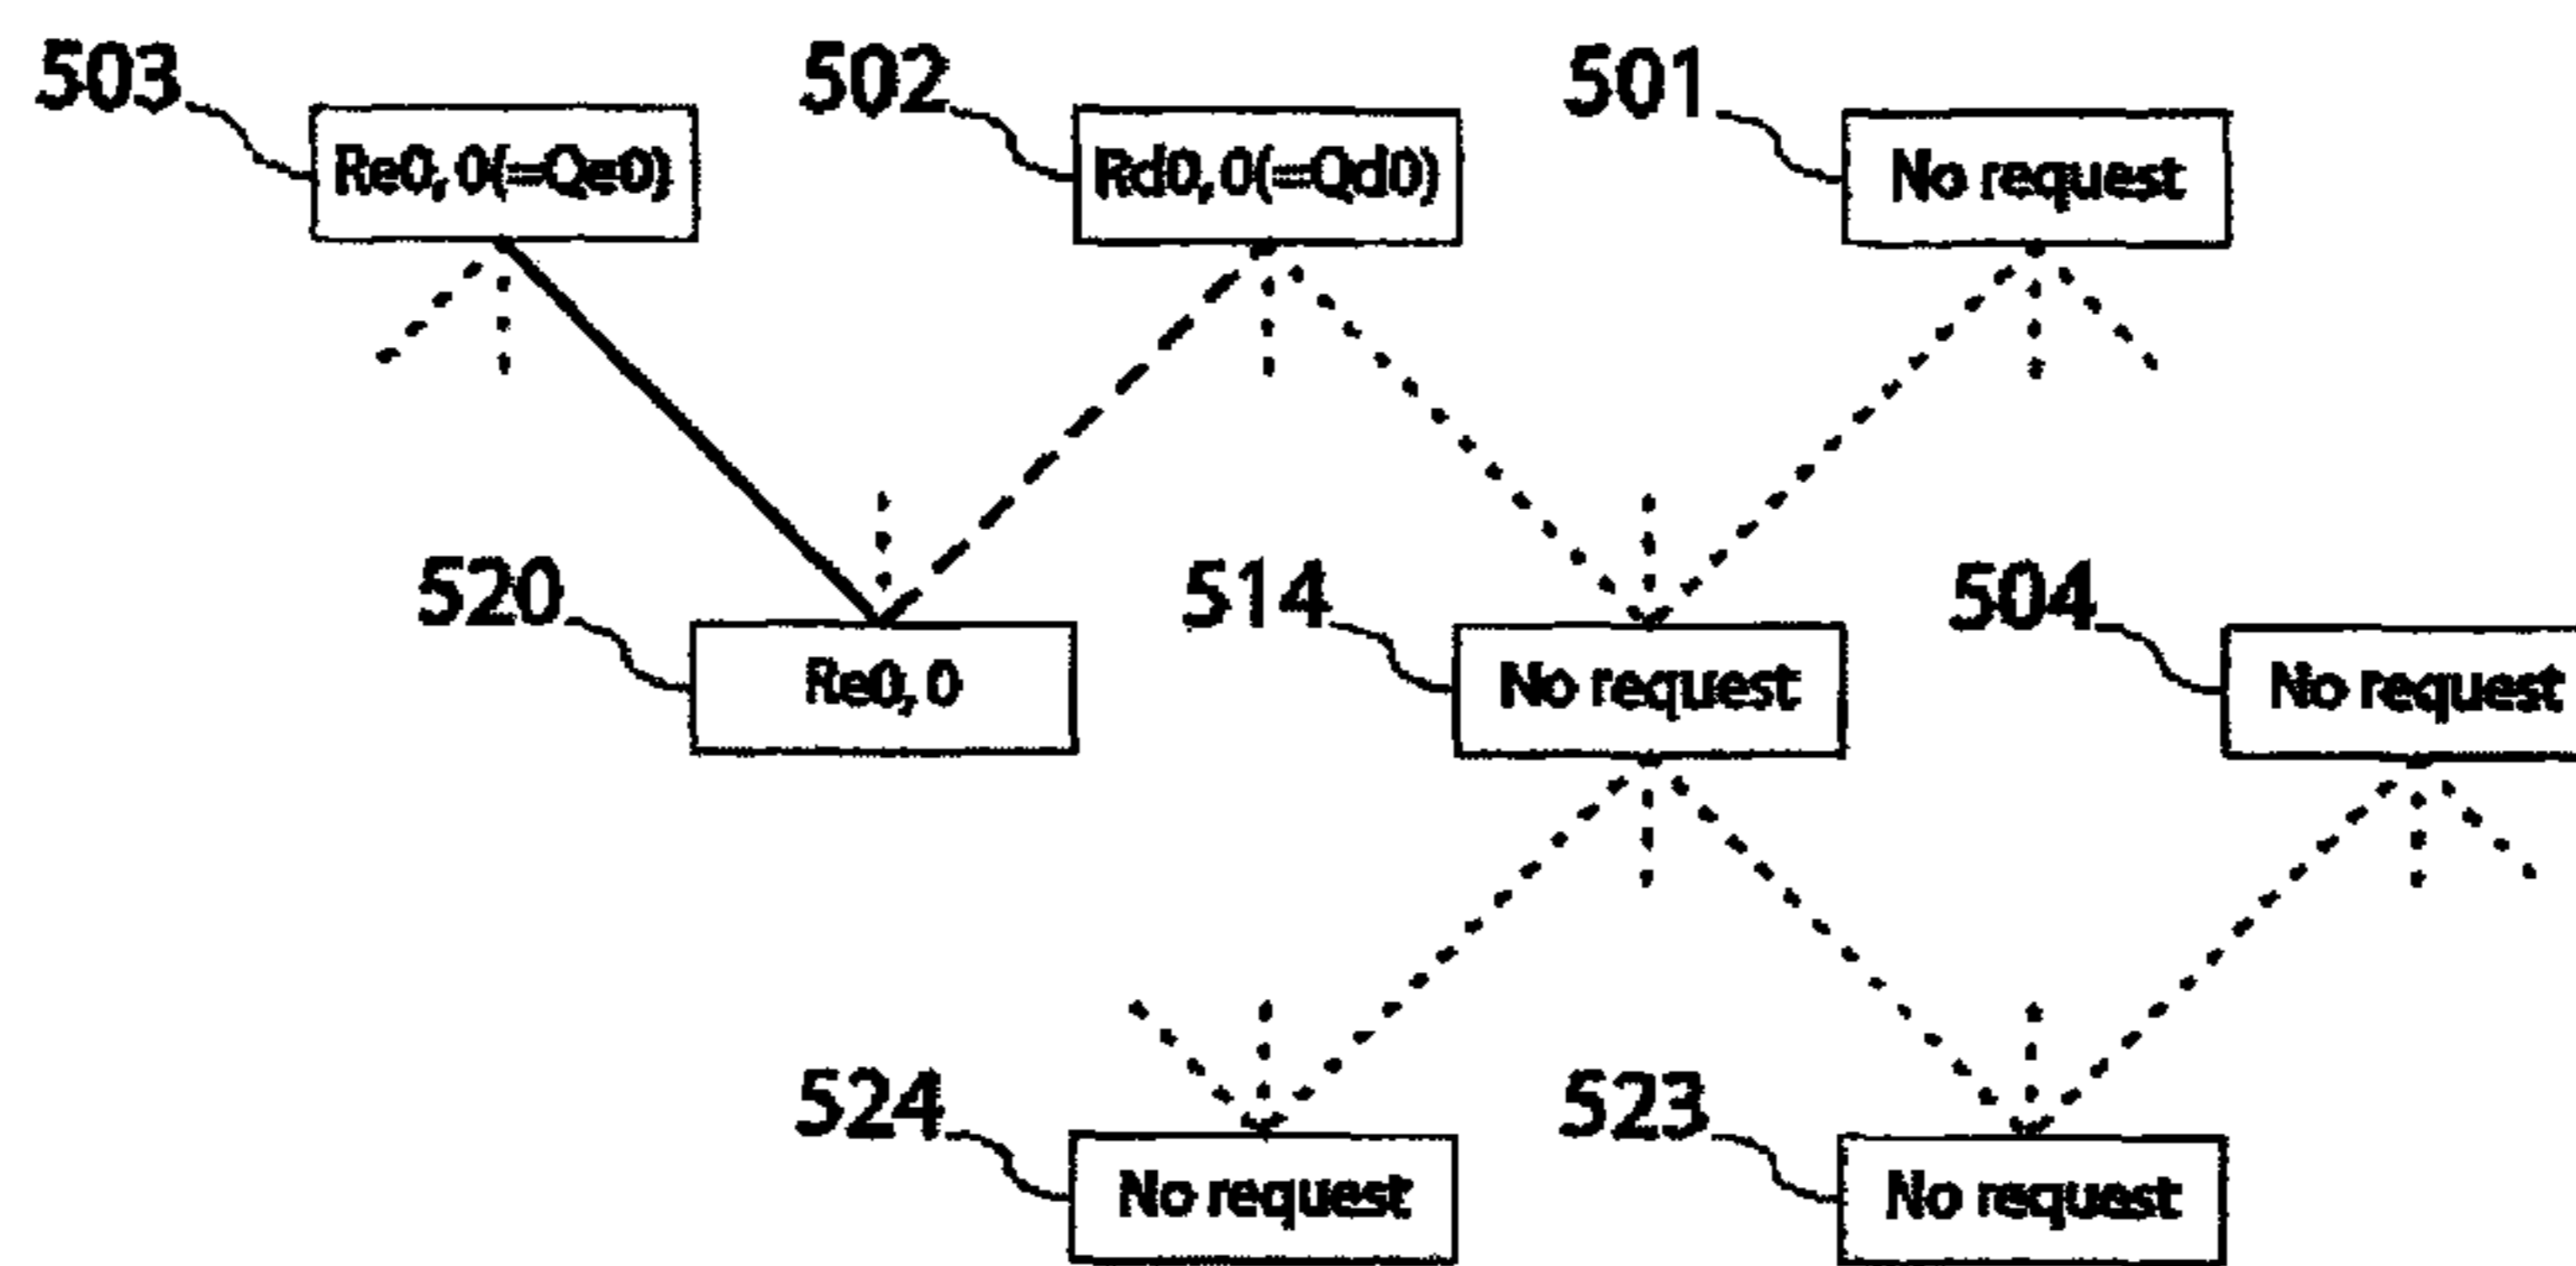 503 502 501
Re0, 0(=Qe0) Rd0, 0(=Qd0) No request
520 514 504
Re0, 0 No request No request
524 523
No request No request